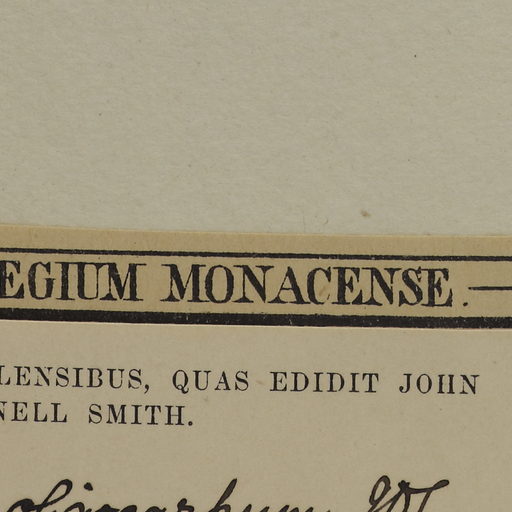 EGIUM MONACENSE.
LENSIBUS, QUAS EDIDIT JOHN
NELL SMITH.